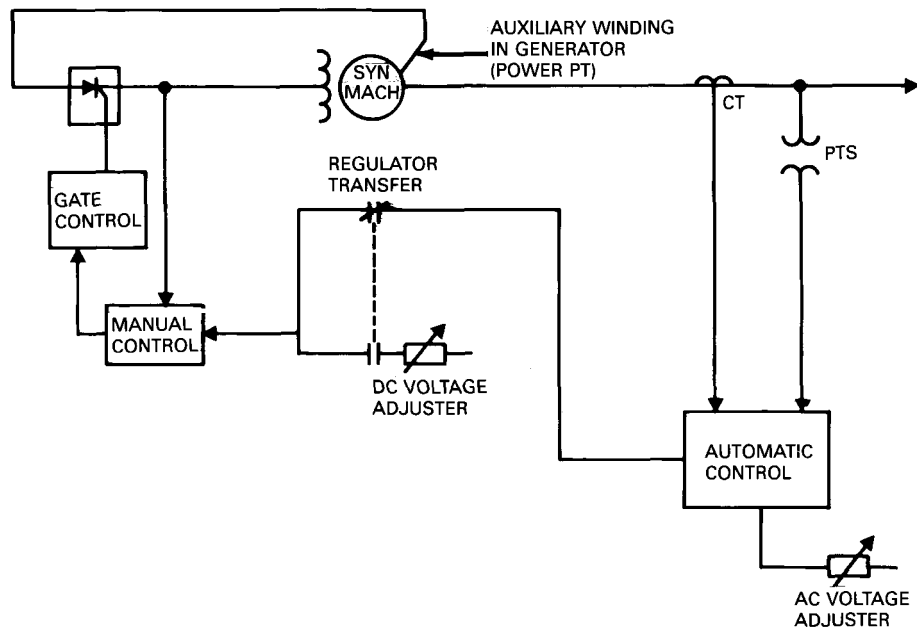 AUXILIARY WINDING
IN GENERATOR
(POWER PT)
SYN
MACH
CT
PTS
REGULATOR
TRANSFER
GATE
CONTROL
MANUAL
CONTROL
DC VOLTAGE
ADJUSTER
AUTOMATIC
CONTROL
AC VOLTAGE
ADJUSTER